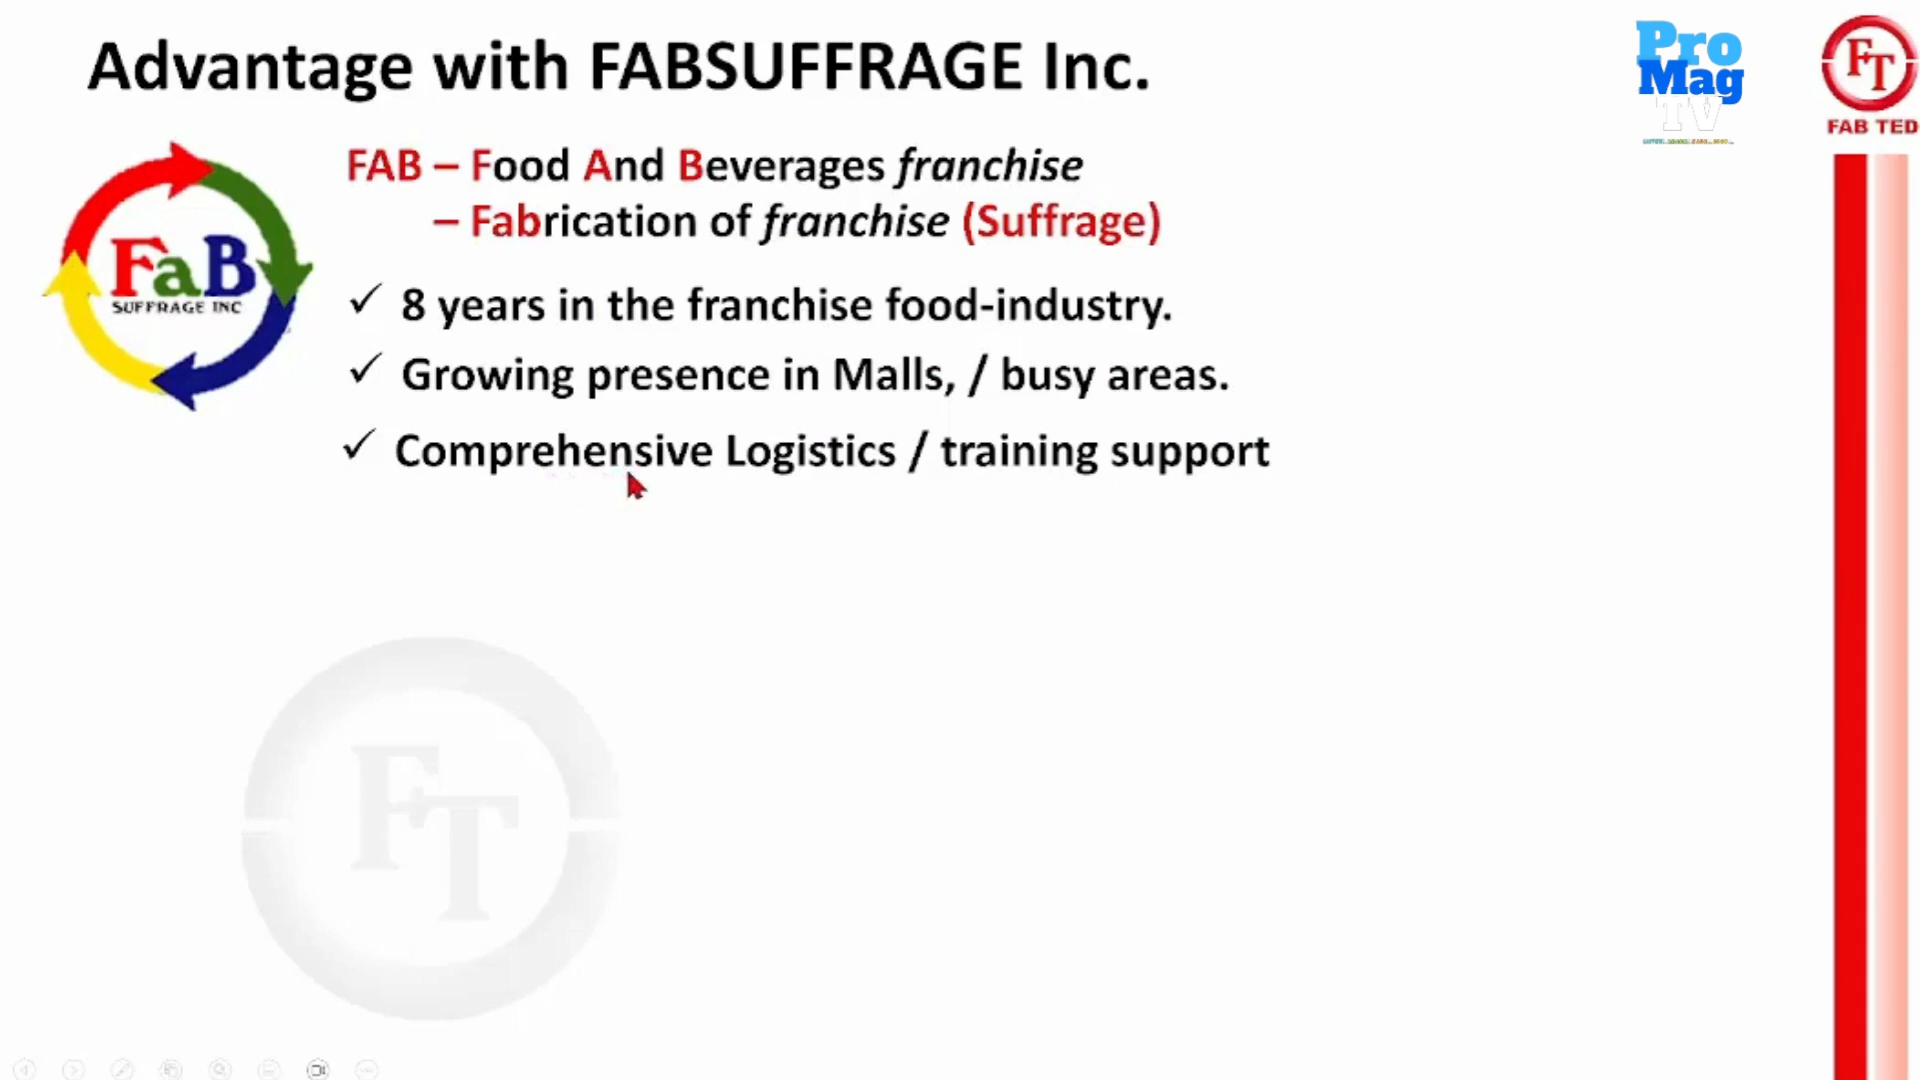 Advantage with FABSUFFRAGE Inc.
Pro
Mag
TV
FT
FAB TED
FaB
SUFFRAGE INC
FAB – Food And Beverages franchise
– Fabrication of franchise (Suffrage)
✓ 8 years in the franchise food-industry.
✓ Growing presence in Malls, / busy areas.
✓ Comprehensive Logistics / training support
FT